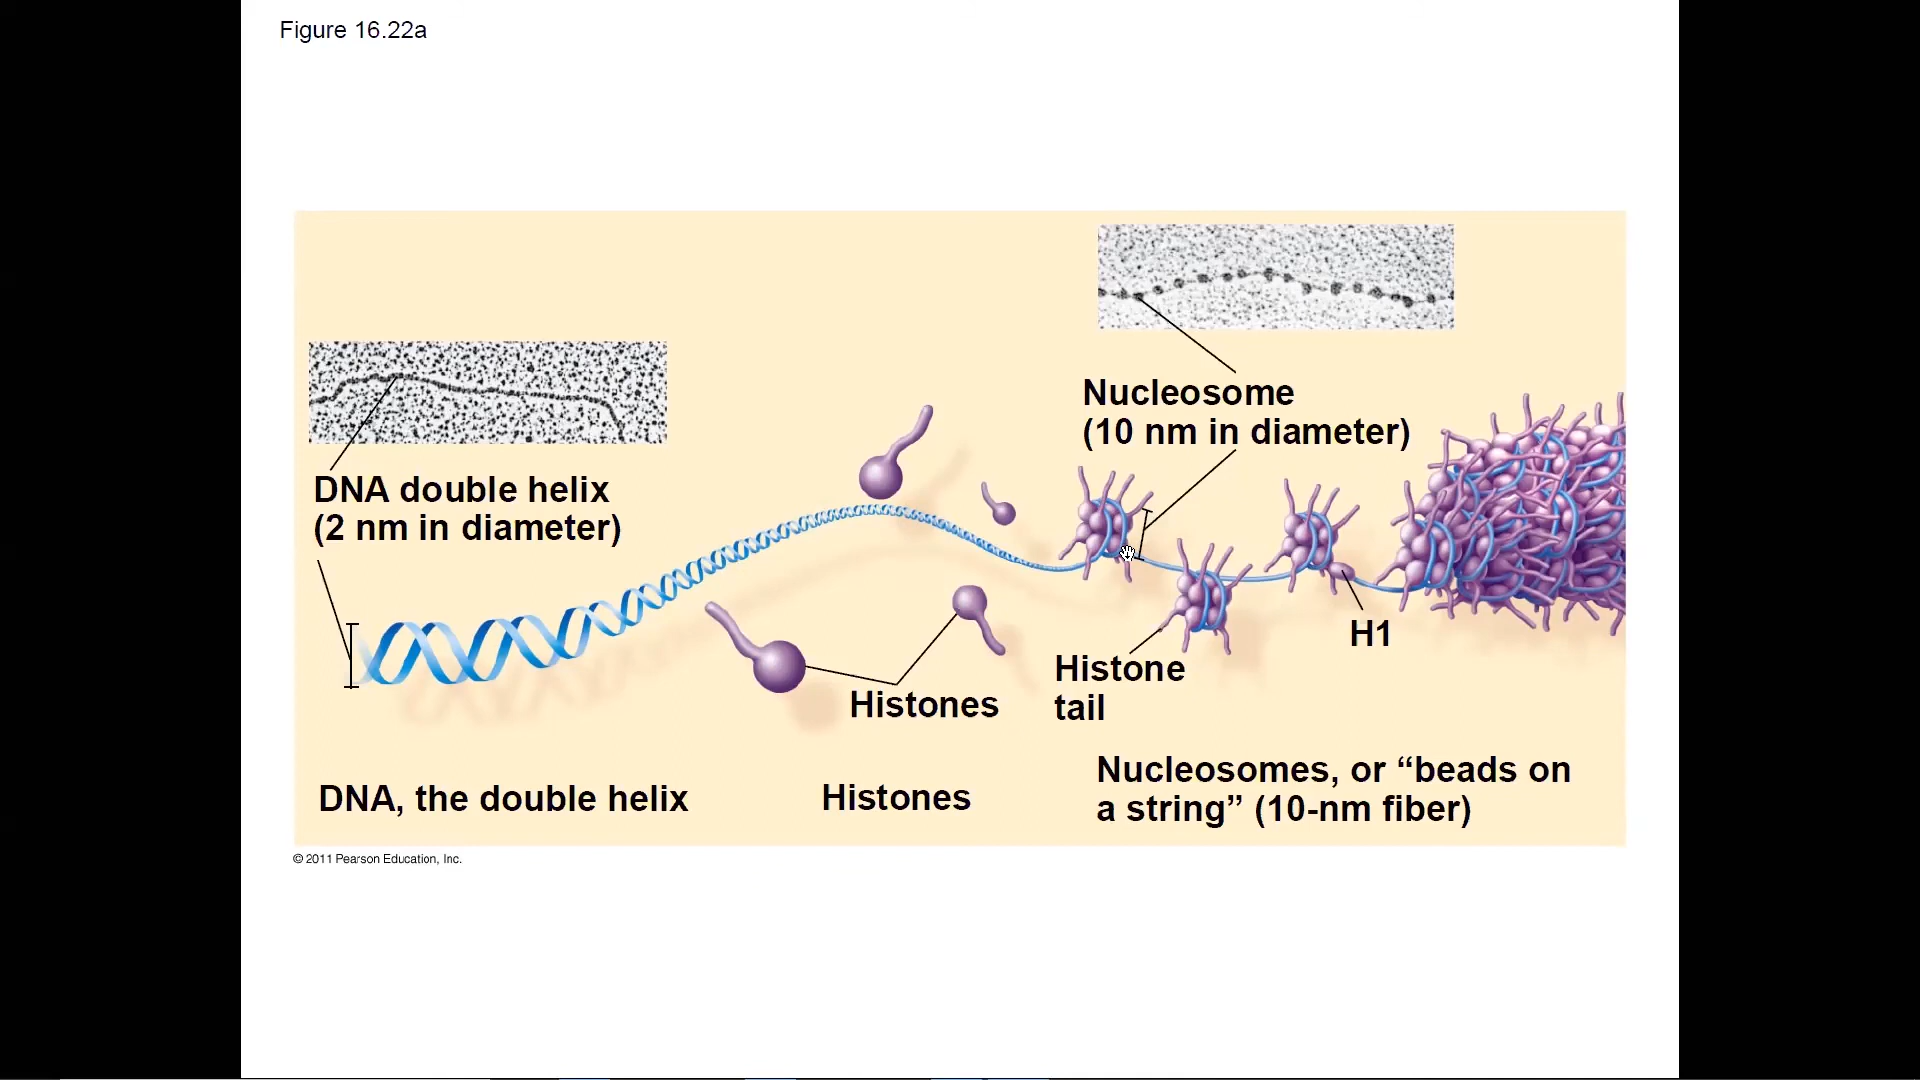 Figure 16.22a
Nucleosome
(10 nm in diameter)
DNA double helix
(2 nm in diameter)
H1
Histone
tail
Histones
DNA, the double helix
Histones
Nucleosomes, or “beads on
a string” (10-nm fiber)
© 2011 Pearson Education, Inc.